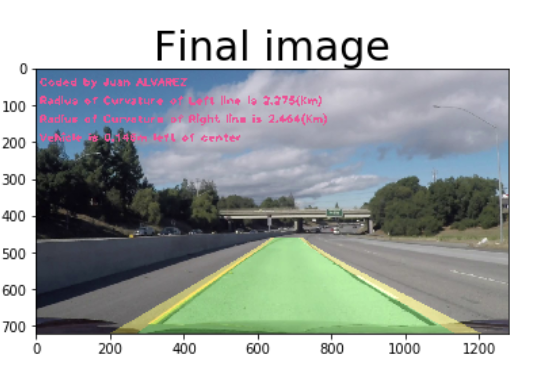 Final image
Coded by Juan ALVAREZ
Radius of Curvature of Left line is 2.275(Km)
Radius of Curvature of Right line is 2.464(Km)
Vehicle is 0.143m left of center
0
100
200
300
400
500
600
700
0 200 400 600 800 1000 1200